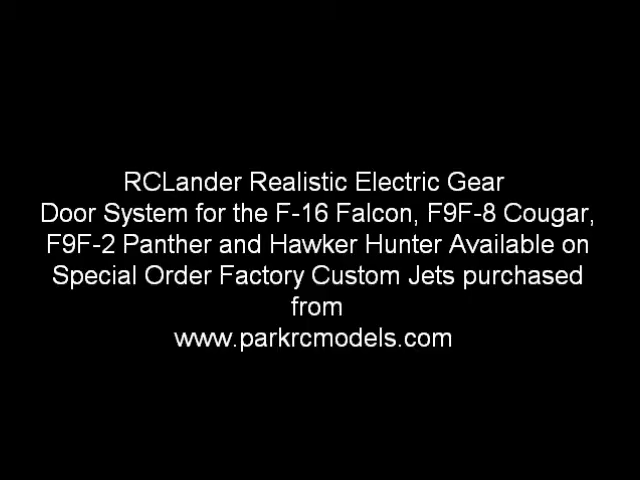 RCLander Realistic Electric Gear
Door System for the F-16 Falcon, F9F-8 Cougar,
F9F-2 Panther and Hawker Hunter Available on
Special Order Factory Custom Jets purchased
from
www.parkrcmodels.com